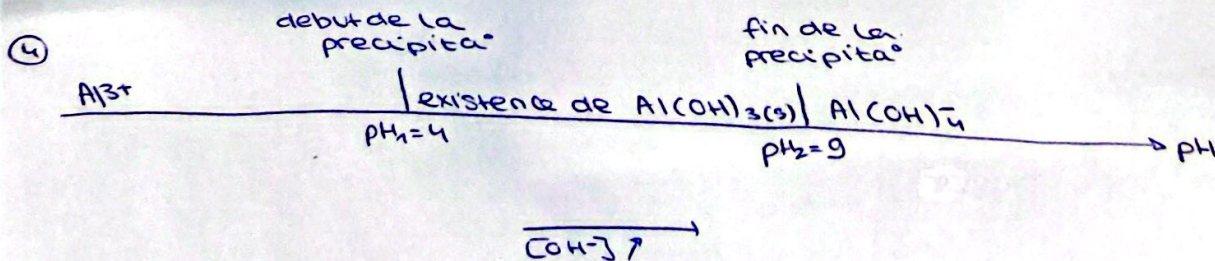 ④
debut de la
precipita°
fin de la
precipita°
Al3+ | existence de Al(OH)3(s) | Al(OH)4-
pH1=4
pH2=9
pH
[OH-] ↗